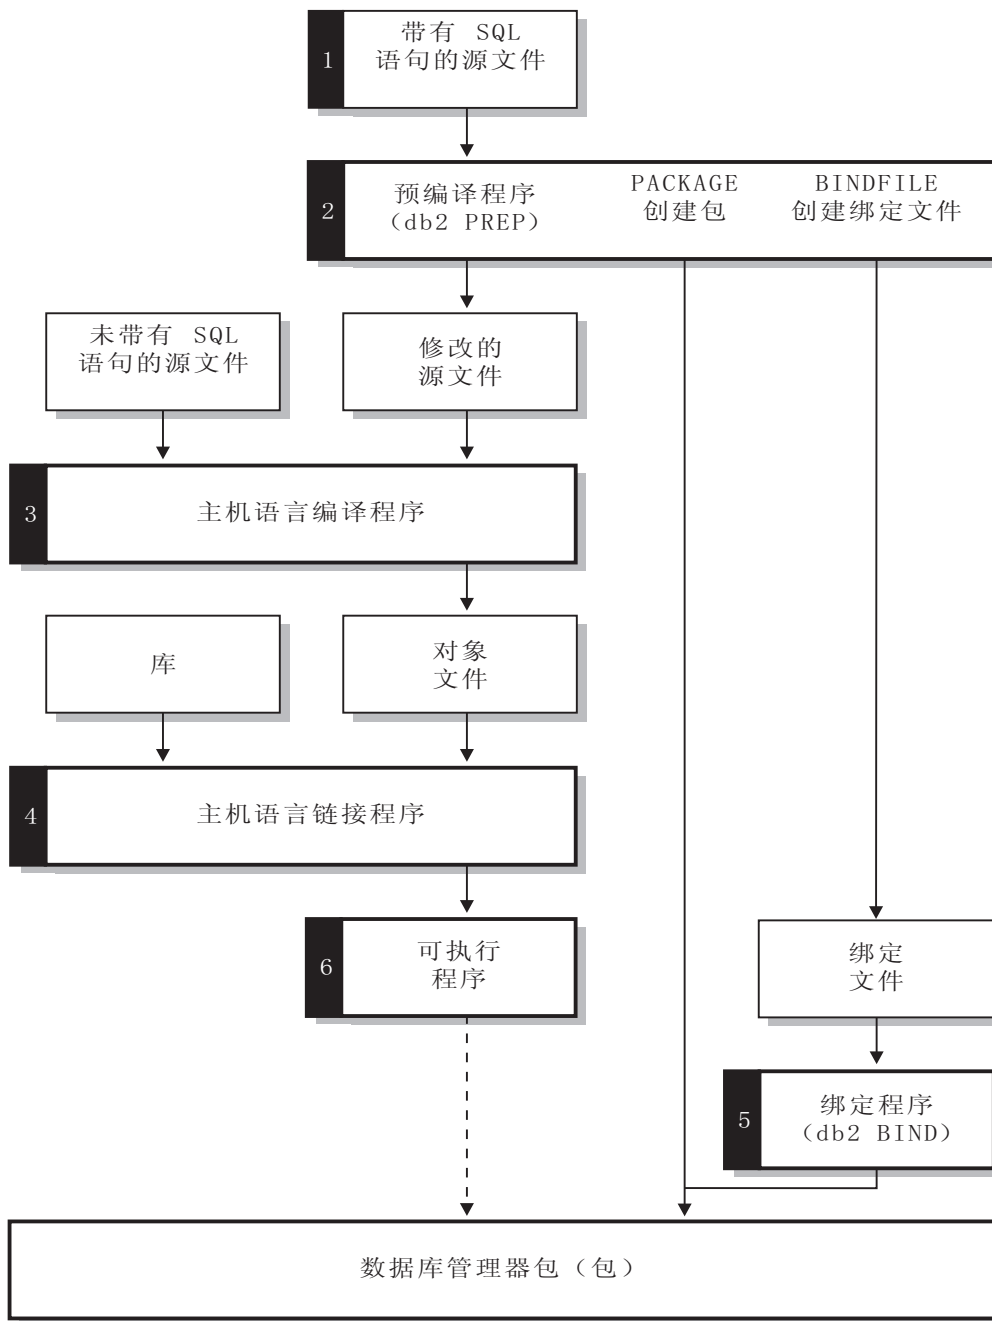 1
带有 SQL
语句的源文件
2
预编译程序
(db2 PREP)
PACKAGE
创建包
BINDFILE
创建绑定文件
未带有 SQL
语句的源文件
修改的
源文件
3
主机语言编译程序
库
对象
文件
4
主机语言链接程序
6
可执行
程序
绑定
文件
5
绑定程序
(db2 BIND)
数据库管理器包（包）